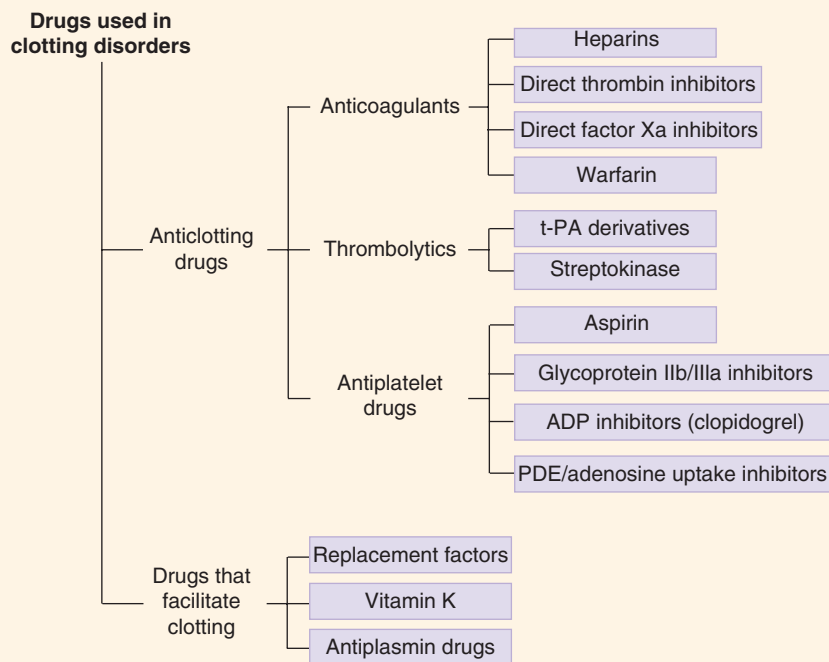 Drugs used in
clotting disorders
Anticlotting
drugs
Anticoagulants
Heparins
Direct thrombin inhibitors
Direct factor Xa inhibitors
Warfarin
Thrombolytics
t-PA derivatives
Streptokinase
Antiplatelet
drugs
Aspirin
Glycoprotein IIb/IIIa inhibitors
ADP inhibitors (clopidogrel)
PDE/adenosine uptake inhibitors
Drugs that
facilitate
clotting
Replacement factors
Vitamin K
Antiplasmin drugs